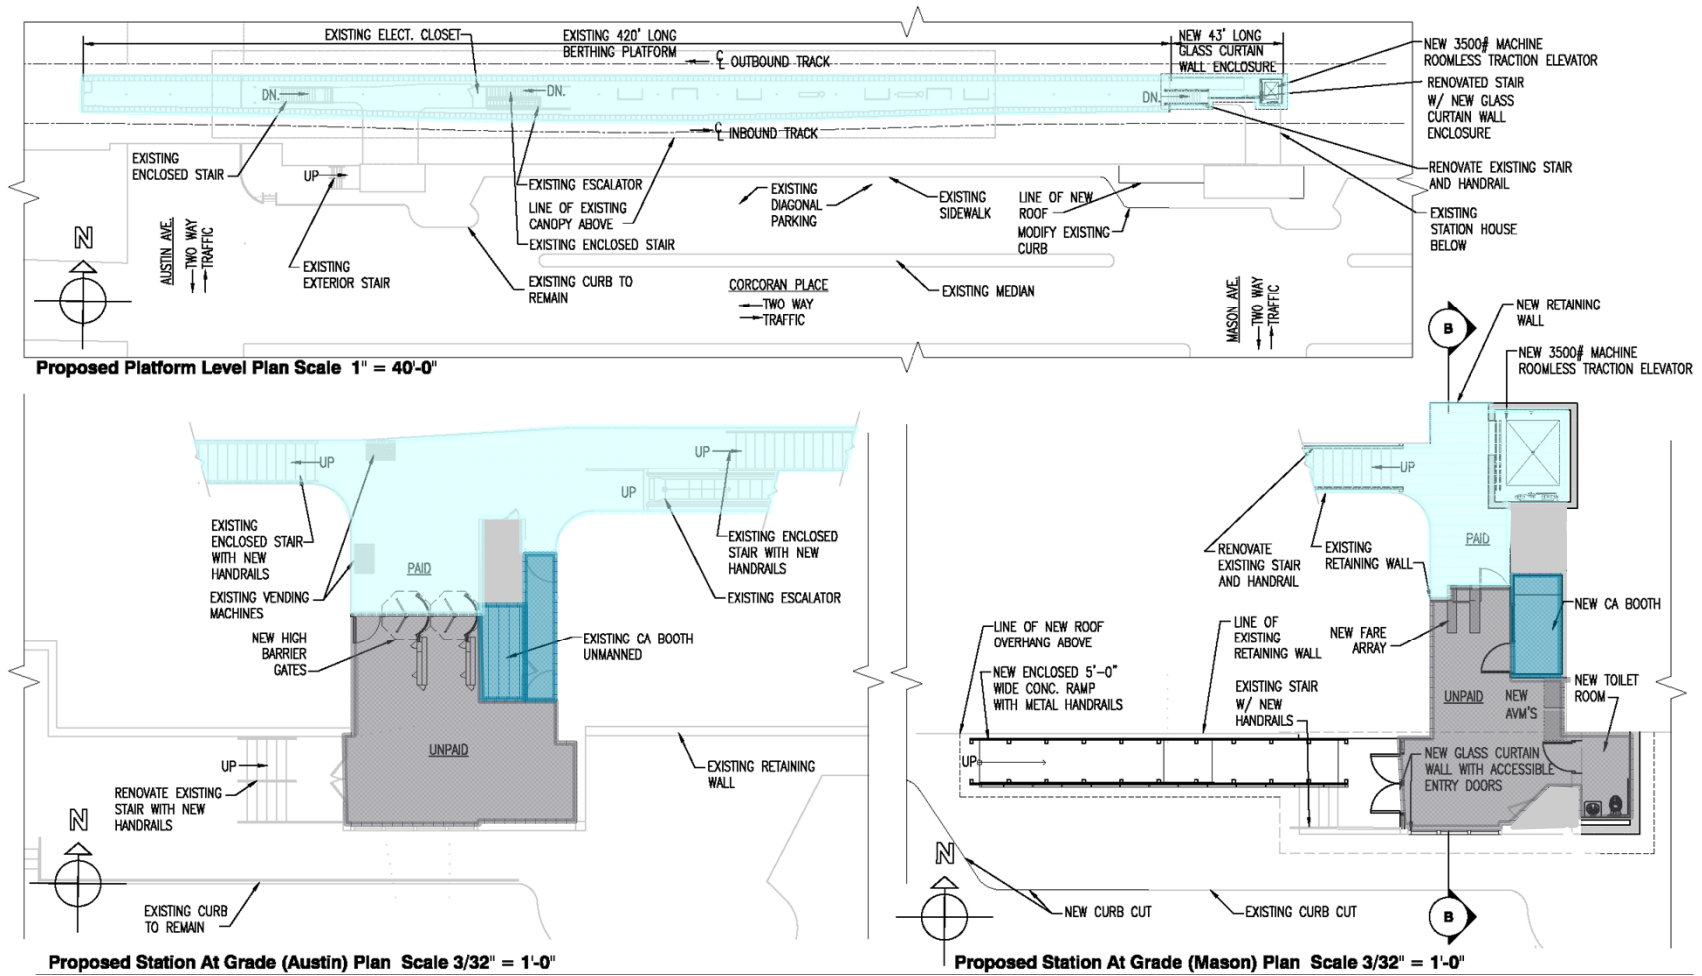 EXISTING ELECT. CLOSET
EXISTING 420' LONG
BERTHING PLATFORM
NEW 43' LONG
GLASS CURTAIN
WALL ENCLOSURE
℄ OUTBOUND TRACK
NEW 3500# MACHINE
ROOMLESS TRACTION ELEVATOR
RENOVATED STAIR
W/ NEW GLASS
CURTAIN WALL
ENCLOSURE
DN.
DN.
DN.
℄ INBOUND TRACK
EXISTING
ENCLOSED STAIR
UP
EXISTING ESCALATOR
LINE OF EXISTING
CANOPY ABOVE
EXISTING ENCLOSED STAIR
EXISTING
DIAGONAL
PARKING
EXISTING
SIDEWALK
LINE OF NEW
ROOF
MODIFY EXISTING
CURB
RENOVATE EXISTING STAIR
AND HANDRAIL
EXISTING
STATION HOUSE
BELOW
N
AUSTIN AVE.
TWO WAY
TRAFFIC
EXISTING
EXTERIOR STAIR
EXISTING CURB TO
REMAIN
CORCORAN PLACE
TWO WAY
TRAFFIC
EXISTING MEDIAN
MASON AVE.
TWO WAY
TRAFFIC
Proposed Platform Level Plan Scale 1" = 40'-0"
UP
UP
UP
EXISTING
ENCLOSED STAIR
WITH NEW
HANDRAILS
EXISTING VENDING
MACHINES
PAID
EXISTING ENCLOSED
STAIR WITH NEW
HANDRAILS
EXISTING ESCALATOR
NEW HIGH
BARRIER
GATES
EXISTING CA BOOTH
UNMANNED
UNPAID
UP
RENOVATE EXISTING
STAIR WITH NEW
HANDRAILS
EXISTING RETAINING
WALL
N
EXISTING CURB
TO REMAIN
Proposed Station At Grade (Austin) Plan Scale 3/32" = 1'-0"
B
NEW RETAINING
WALL
NEW 3500# MACHINE
ROOMLESS TRACTION ELEVATOR
UP
RENOVATE
EXISTING STAIR
AND HANDRAIL
EXISTING
RETAINING WALL
PAID
NEW CA BOOTH
LINE OF NEW ROOF
OVERHANG ABOVE
LINE OF
EXISTING
RETAINING WALL
NEW FARE
ARRAY
NEW ENCLOSED 5'-0"
WIDE CONC. RAMP
WITH METAL HANDRAILS
EXISTING STAIR
W/ NEW
HANDRAILS
UNPAID
NEW
AVM'S
NEW TOILET
ROOM
UP
NEW GLASS CURTAIN
WALL WITH ACCESSIBLE
ENTRY DOORS
N
NEW CURB CUT
EXISTING CURB CUT
B
Proposed Station At Grade (Mason) Plan Scale 3/32" = 1'-0"